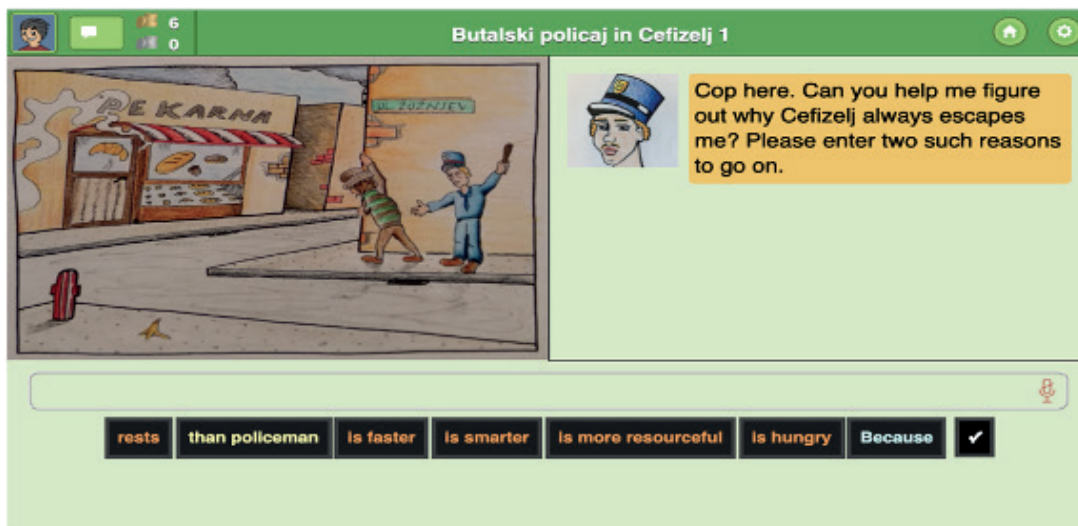 6
0
Butalski policaj in Cefizelj 1
PEKARNA
UL. ZOŽNJEV
Cop here. Can you help me figure
out why Cefizelj always escapes
me? Please enter two such reasons
to go on.
rests than policeman is faster is smarter is more resourceful is hungry Because